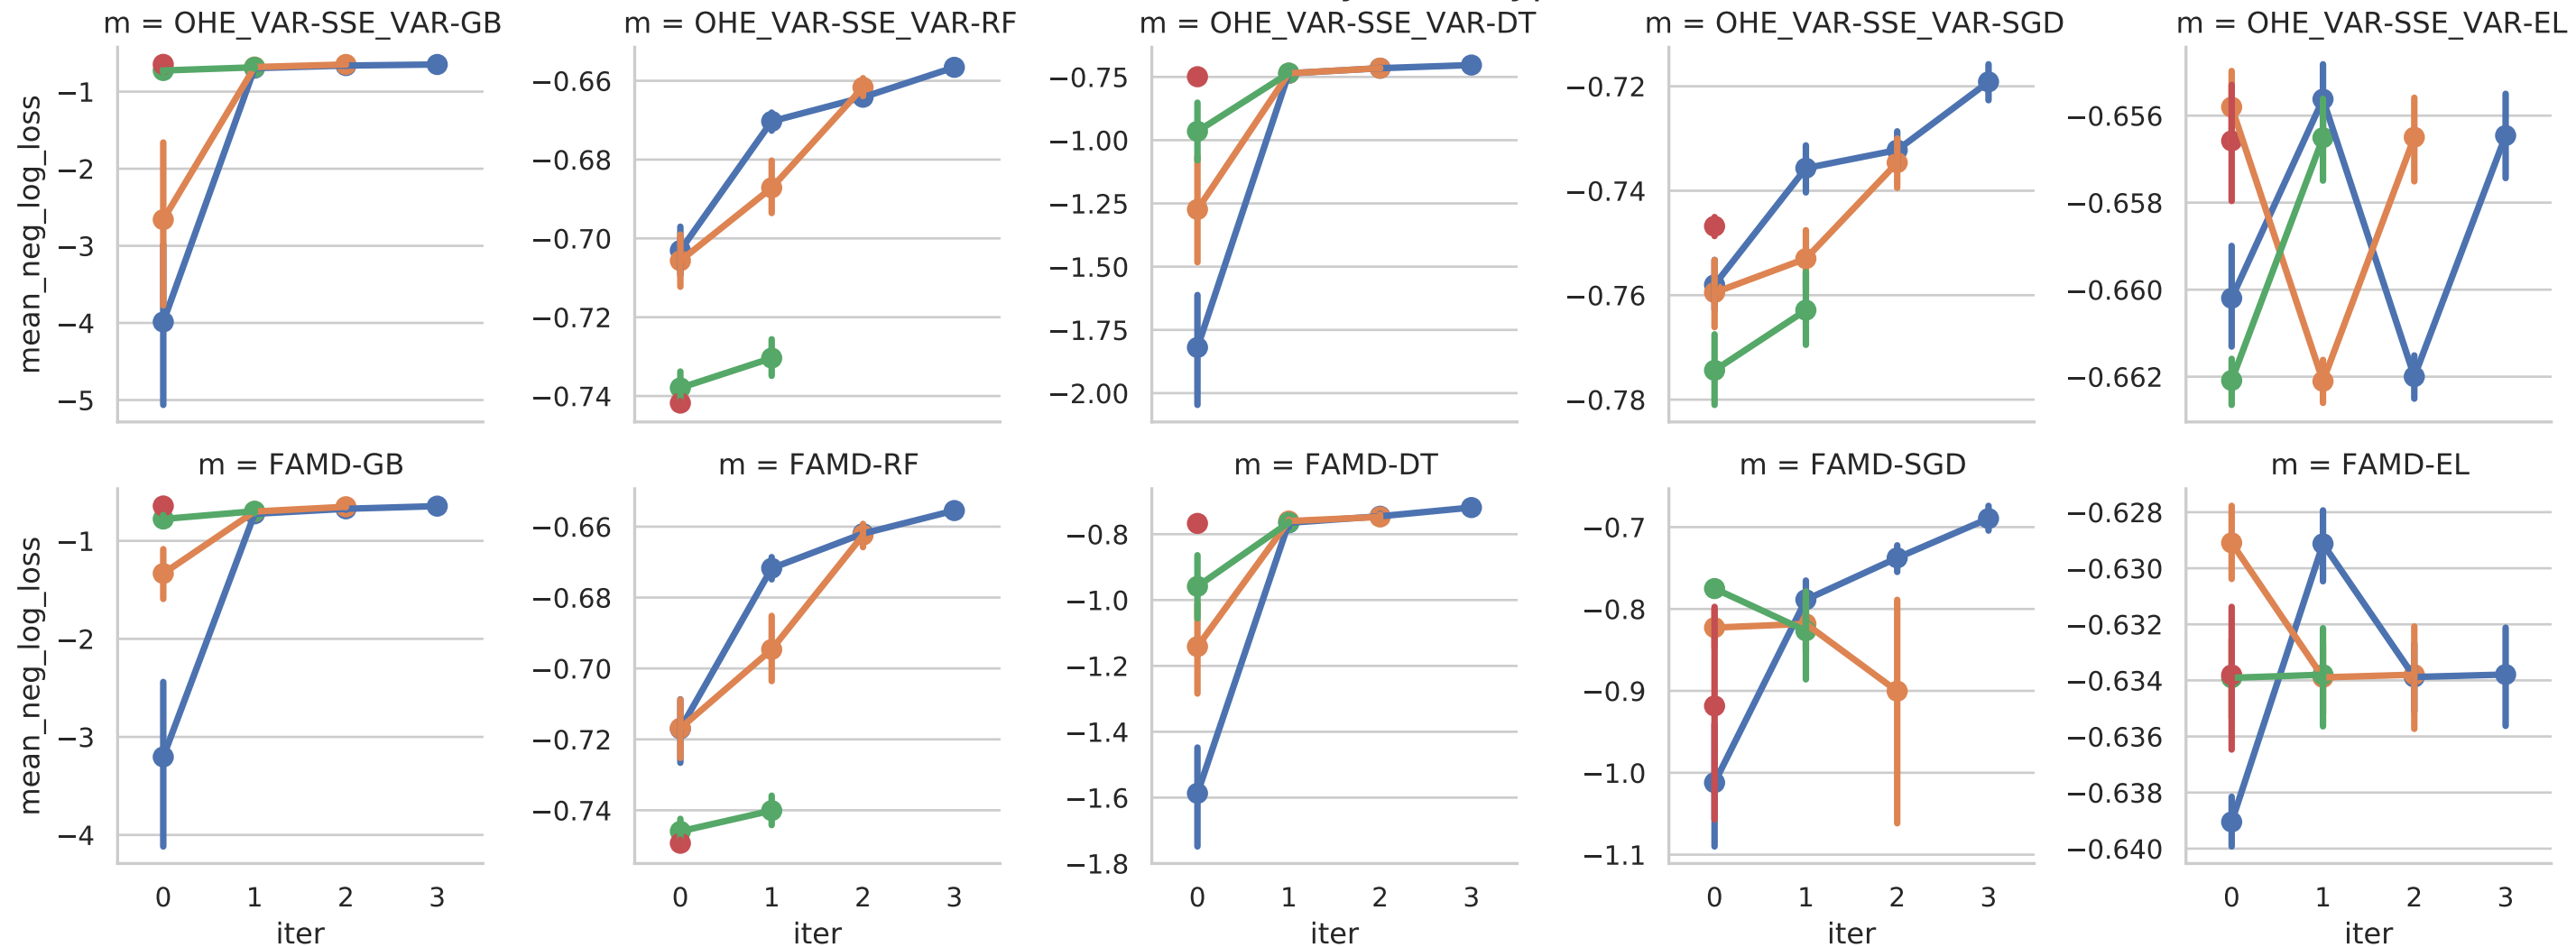 m = OHE_VAR-SSE_VAR-GB
m = OHE_VAR-SSE_VAR-RF
m = OHE_VAR-SSE_VAR-DT
m = OHE_VAR-SSE_VAR-SGD
m = OHE_VAR-SSE_VAR-EL
mean_neg_log_loss
−1
−2
−3
−4
−5
−0.66
−0.68
−0.70
−0.72
−0.74
−0.75
−1.00
−1.25
−1.50
−1.75
−2.00
−0.72
−0.74
−0.76
−0.78
−0.656
−0.658
−0.660
−0.662
m = FAMD-GB
m = FAMD-RF
m = FAMD-DT
m = FAMD-SGD
m = FAMD-EL
mean_neg_log_loss
−1
−2
−3
−4
−0.66
−0.68
−0.70
−0.72
−0.74
−0.8
−1.0
−1.2
−1.4
−1.6
−1.8
−0.7
−0.8
−0.9
−1.0
−1.1
−0.628
−0.630
−0.632
−0.634
−0.636
−0.638
−0.640
0 1 2 3
0 1 2 3
0 1 2 3
0 1 2 3
0 1 2 3
iter
iter
iter
iter
iter